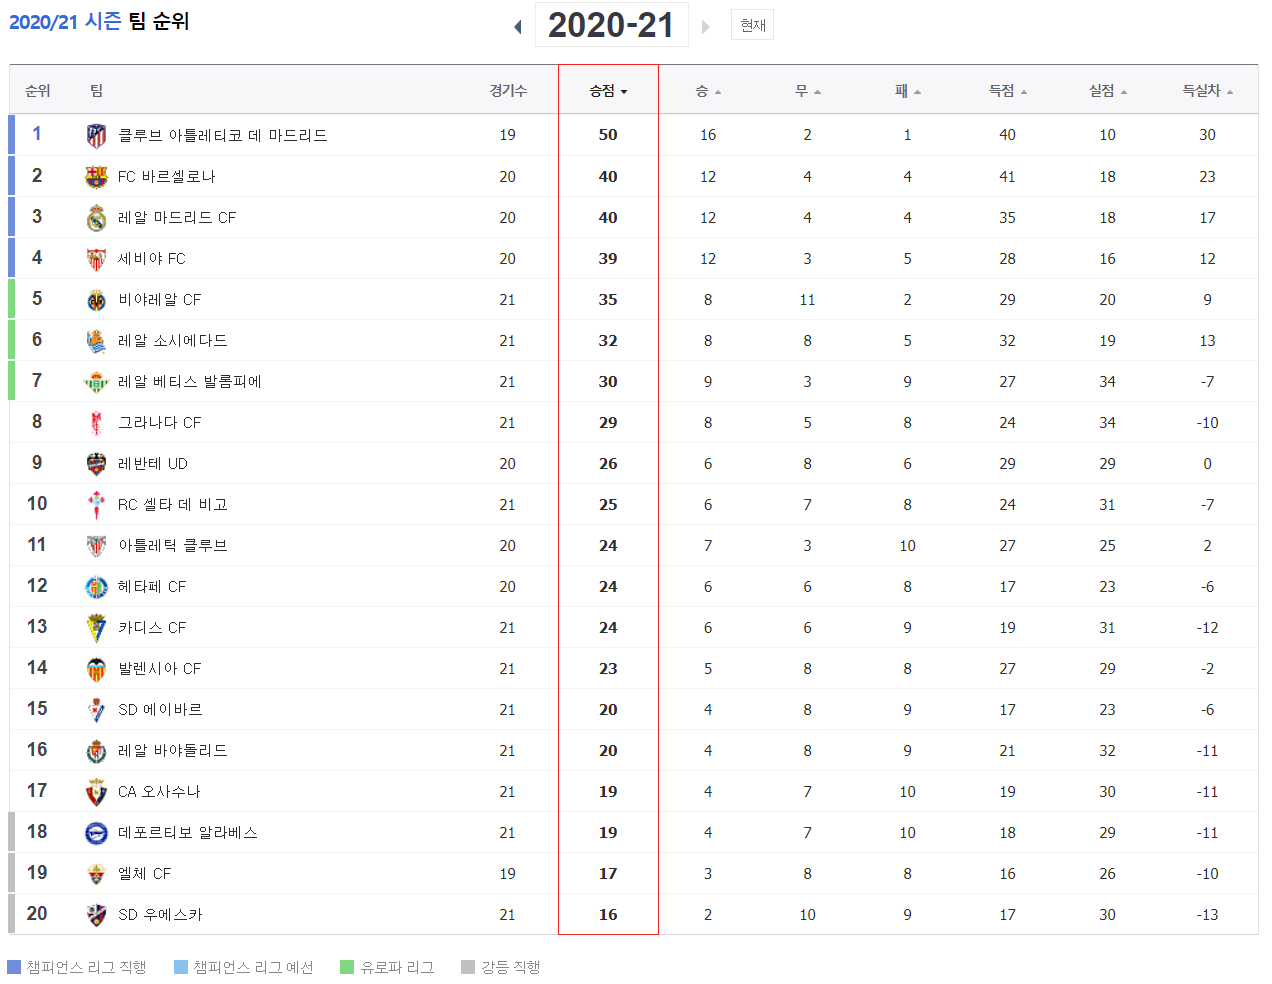 2020/21 시즌 팀 순위
2020-21 현재
순위 팀 경기수 승점 승 무 패 득점 실점 득실차
1 클루브 아틀레티코 데 마드리드 19 50 16 2 1 40 10 30
2 FC 바르셀로나 20 40 12 4 4 41 18 23
3 레알 마드리드 CF 20 40 12 4 4 35 18 17
4 세비야 FC 20 39 12 3 5 28 16 12
5 비야레알 CF 21 35 8 11 2 29 20 9
6 레알 소시에다드 21 32 8 8 5 32 19 13
7 레알 베티스 발롬피에 21 30 9 3 9 27 34 -7
8 그라나다 CF 21 29 8 5 8 24 34 -10
9 레반테 UD 20 26 6 8 6 29 29 0
10 RC 셀타 데 비고 21 25 6 7 8 24 31 -7
11 아틀레틱 클루브 20 24 7 3 10 27 25 2
12 헤타페 CF 20 24 6 6 8 17 23 -6
13 카디스 CF 21 24 6 6 9 19 31 -12
14 발렌시아 CF 21 23 5 8 8 27 29 -2
15 SD 에이바르 21 20 4 8 9 17 23 -6
16 레알 바야돌리드 21 20 4 8 9 21 32 -11
17 CA 오사수나 21 19 4 7 10 19 30 -11
18 데포르티보 알라베스 21 19 4 7 10 18 29 -11
19 엘체 CF 19 17 3 8 8 16 26 -10
20 SD 우에스카 21 16 2 10 9 17 30 -13
챔피언스 리그 직행 챔피언스 리그 예선 유로파 리그 강등 직행